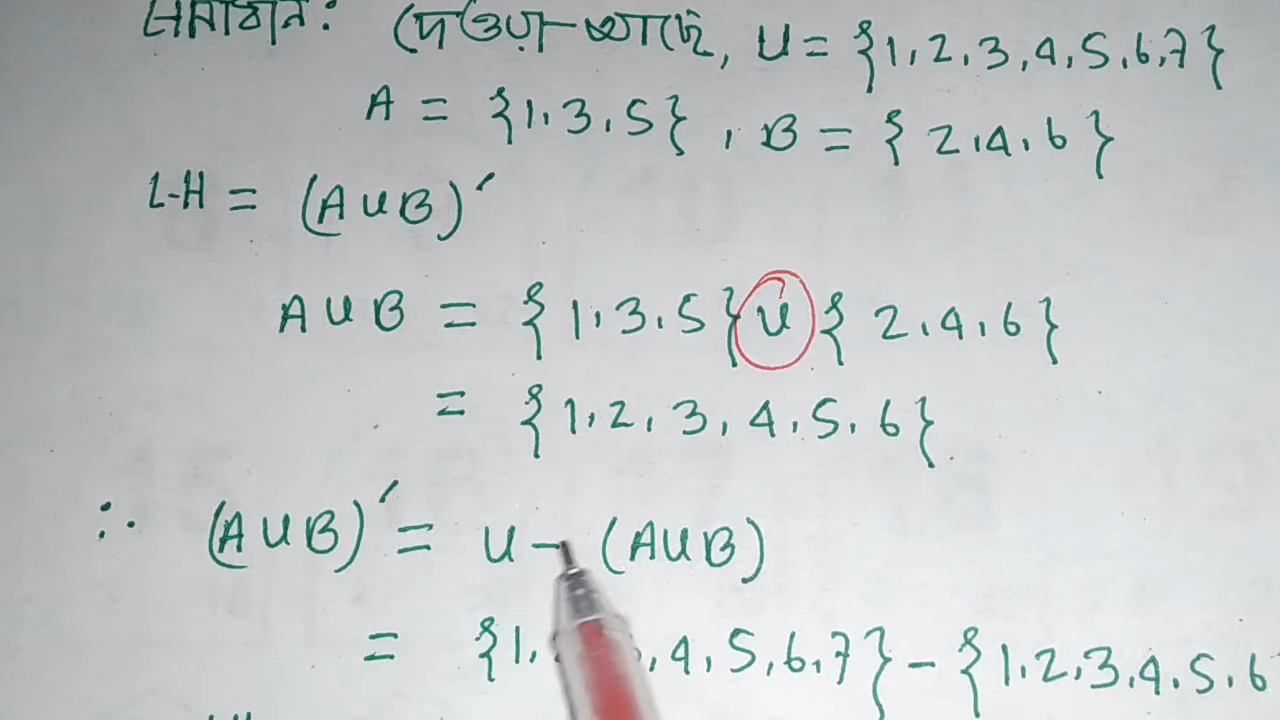 সমাধান: দেওয়া আছে, U = {1, 2, 3, 4, 5, 6, 7}
A = {1, 3, 5}, B = {2, 4, 6}
L-H = (A ∪ B)′
A ∪ B = {1, 3, 5} ∪ {2, 4, 6}
= {1, 2, 3, 4, 5, 6}
∴ (A ∪ B)′ = U - (A ∪ B)
= {1, 4, 5, 6, 7} - {1, 2, 3, 4, 5, 6